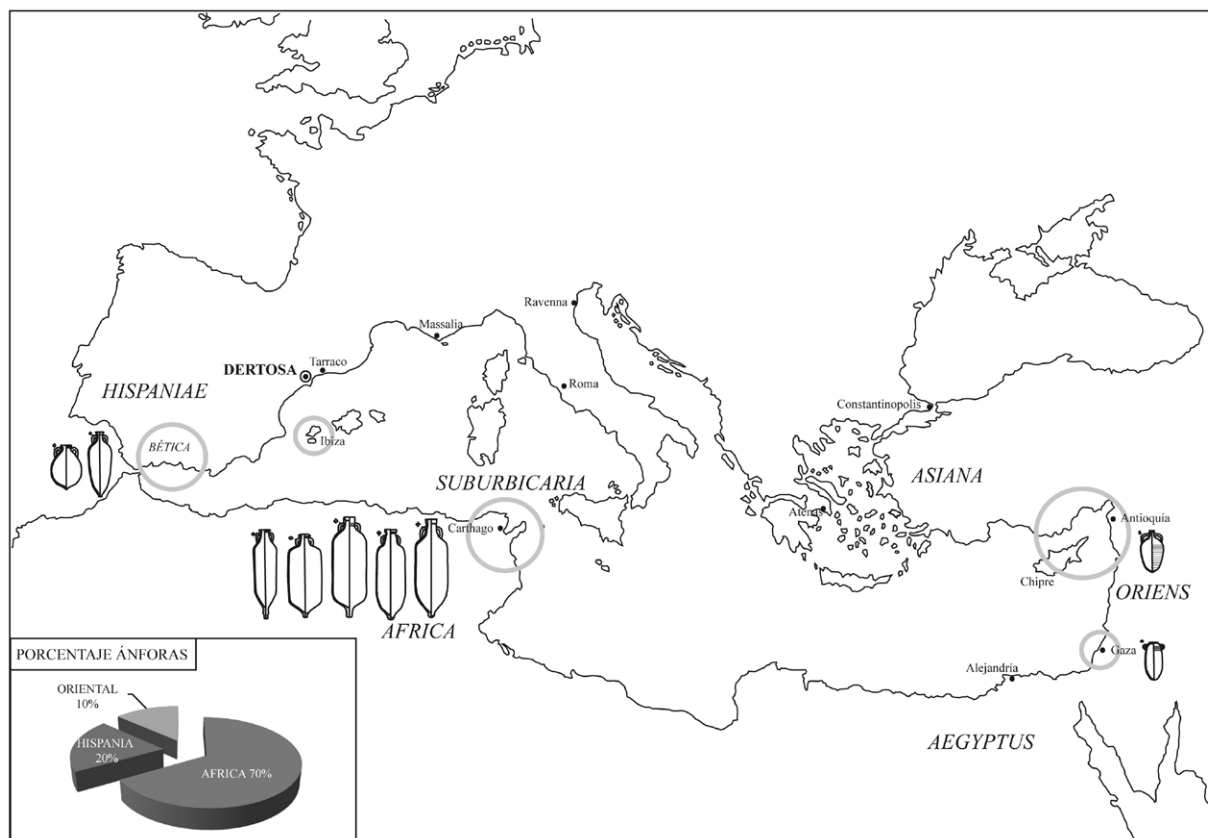 Ravenna
Massalia
DERTOSA
Tarraco
HISPANIAE
Roma
Constantinopolis
BÉTICA
Ibiza
SUBURBICARIA
ASIANA
Carthago
Atenas
Antioquía
Chipre
ORIENS
AFRICA
Gaza
Alejandría
AEGYPTUS
PORCENTAJE ÁNFORAS
ORIENTAL
10%
HISPANIA
20%
AFRICA 70%